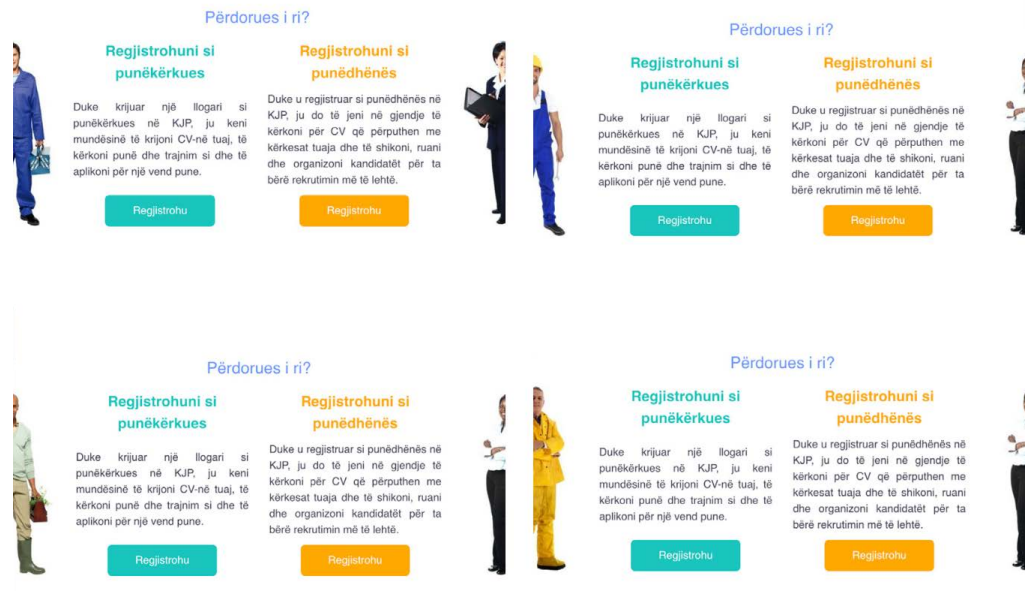 Përdorues i ri?
Regjistrohuni si
punëkërkues
Duke krijuar një llogari si
punëkërkues në KJP, ju keni
mundësinë të krijoni CV-në tuaj, të
kërkoni punë dhe trajnim si dhe të
aplikoni për një vend pune.
Regjistrohu
Regjistrohuni si
punëdhënës
Duke u regjistruar si punëdhënës në
KJP, ju do të jeni në gjendje të
kërkoni për CV që përputhen me
kërkesat tuaja dhe të shikoni, ruani
dhe organizoni kandidatët për ta
bërë rekrutimin më të lehtë.
Regjistrohu
Përdorues i ri?
Regjistrohuni si
punëkërkues
Duke krijuar një llogari si
punëkërkues në KJP, ju keni
mundësinë të krijoni CV-në tuaj, të
kërkoni punë dhe trajnim si dhe të
aplikoni për një vend pune.
Regjistrohu
Regjistrohuni si
punëdhënës
Duke u regjistruar si punëdhënës në
KJP, ju do të jeni në gjendje të
kërkoni për CV që përputhen me
kërkesat tuaja dhe të shikoni, ruani
dhe organizoni kandidatët për ta
bërë rekrutimin më të lehtë.
Regjistrohu
Përdorues i ri?
Regjistrohuni si
punëkërkues
Duke krijuar një llogari si
punëkërkues në KJP, ju keni
mundësinë të krijoni CV-në tuaj, të
kërkoni punë dhe trajnim si dhe të
aplikoni për një vend pune.
Regjistrohu
Regjistrohuni si
punëdhënës
Duke u regjistruar si punëdhënës në
KJP, ju do të jeni në gjendje të
kërkoni për CV që përputhen me
kërkesat tuaja dhe të shikoni, ruani
dhe organizoni kandidatët për ta
bërë rekrutimin më të lehtë.
Regjistrohu
Përdorues i ri?
Regjistrohuni si
punëkërkues
Duke krijuar një llogari si
punëkërkues në KJP, ju keni
mundësinë të krijoni CV-në tuaj, të
kërkoni punë dhe trajnim si dhe të
aplikoni për një vend pune.
Regjistrohu
Regjistrohuni si
punëdhënës
Duke u regjistruar si punëdhënës në
KJP, ju do të jeni në gjendje të
kërkoni për CV që përputhen me
kërkesat tuaja dhe të shikoni, ruani
dhe organizoni kandidatët për ta
bërë rekrutimin më të lehtë.
Regjistrohu